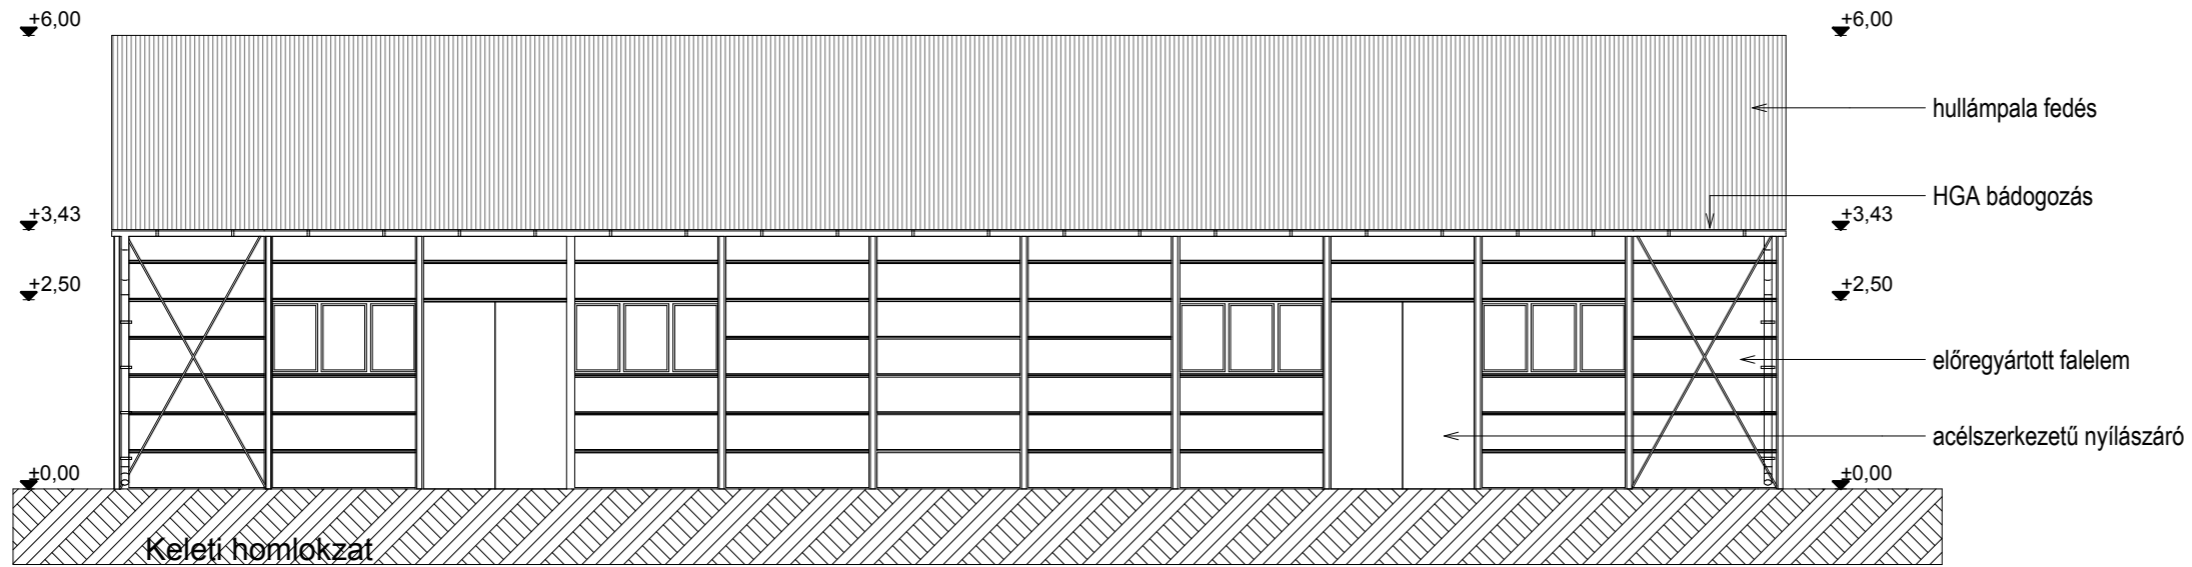 +6,00
+6,00
hullámpala fedés
HGA bádogozás
+3,43
+3,43
+2,50
+2,50
előregyártott falelem
acélszerkezetű nyílászáró
+0,00
+0,00
Keleti homlokzat